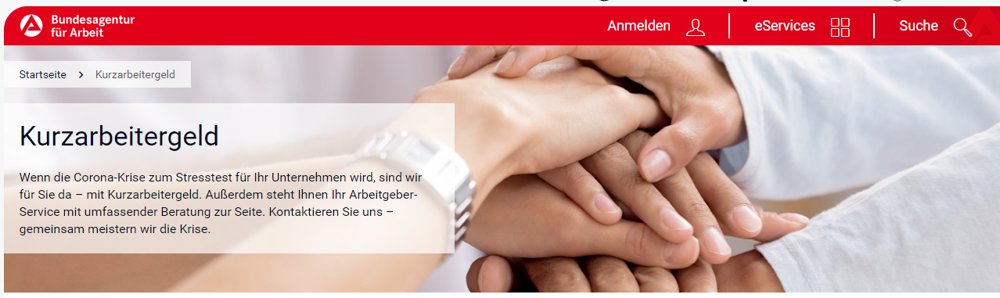 Bundesagentur
für Arbeit
Anmelden
eServices
Suche
Startseite
Kurzarbeitergeld
Kurzarbeitergeld
Wenn die Corona-Krise zum Stresstest für Ihr Unternehmen wird, sind wir
für Sie da – mit Kurzarbeitergeld. Außerdem steht Ihnen Ihr Arbeitgeber-
Service mit umfassender Beratung zur Seite. Kontaktieren Sie uns –
gemeinsam meistern wir die Krise.